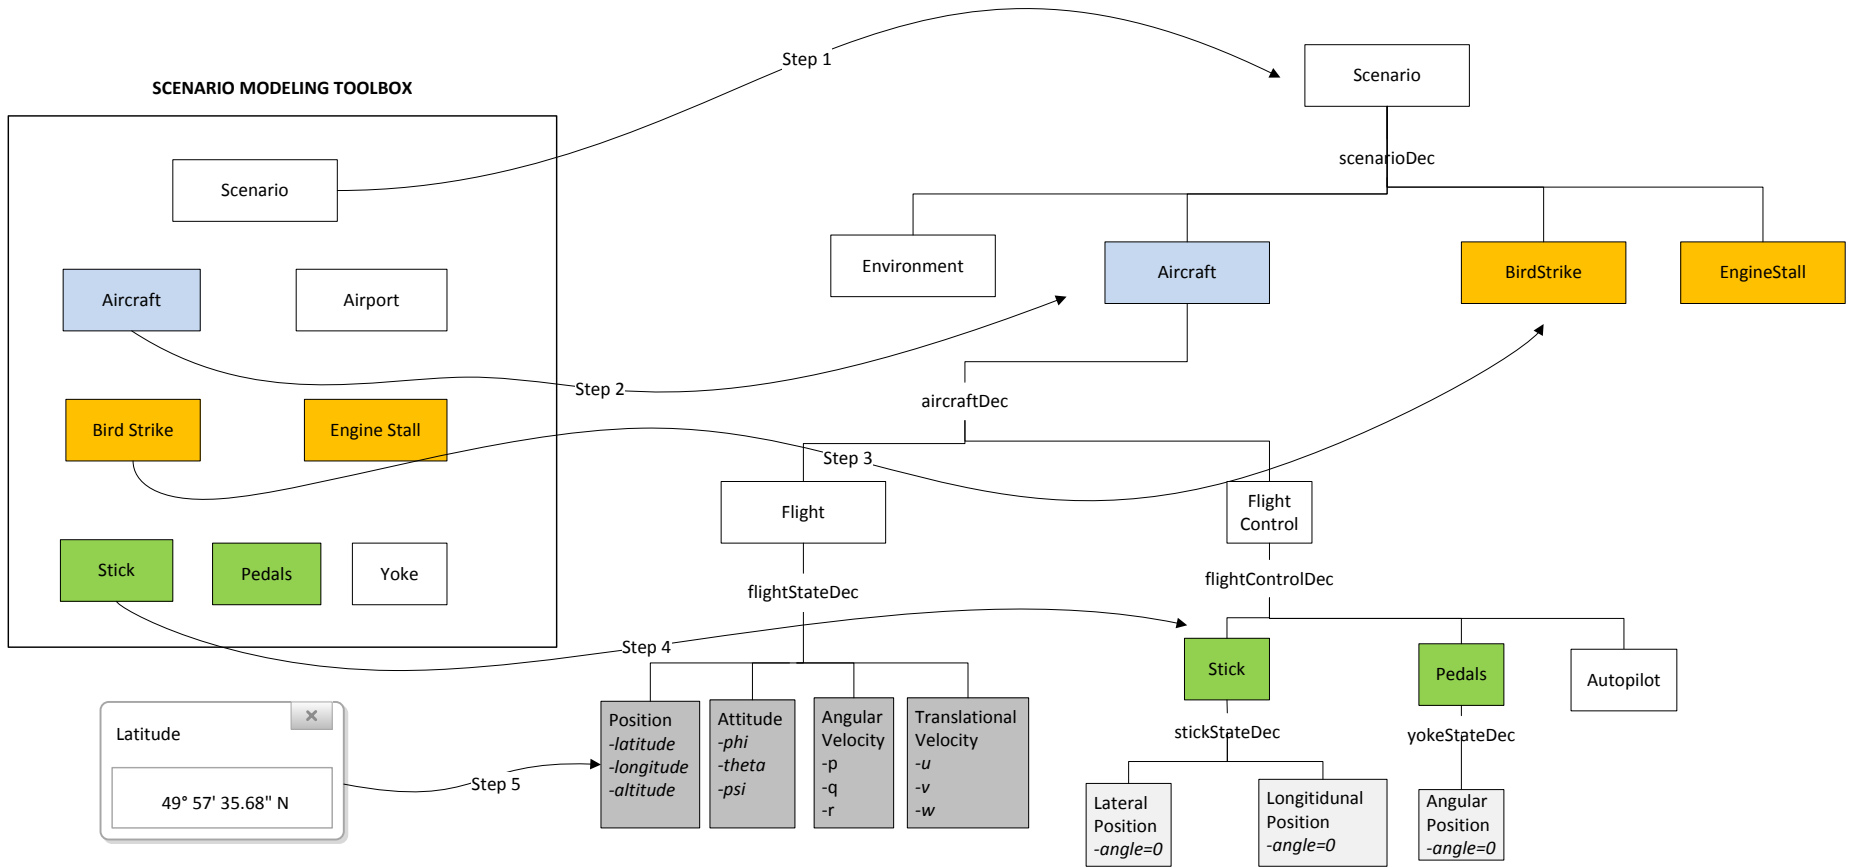 Step 1
SCENARIO MODELING TOOLBOX
Scenario
Aircraft
Airport
Bird Strike
Engine Stall
Stick
Pedals
Yoke
Scenario
scenarioDec
Environment
Aircraft
BirdStrike
EngineStall
Step 2
aircraftDec
Step 3
Flight
Flight
Control
flightStateDec
flightControlDec
Step 4
Stick
Pedals
Autopilot
Position
-latitude
-longitude
-altitude
Attitude
-phi
-theta
-psi
Angular
Velocity
-p
-q
-r
Translational
Velocity
-u
-v
-w
stickStateDec
yokeStateDec
Lateral
Position
-angle=0
Longitidunal
Position
-angle=0
Angular
Position
-angle=0
Latitude
49° 57' 35.68" N
Step 5